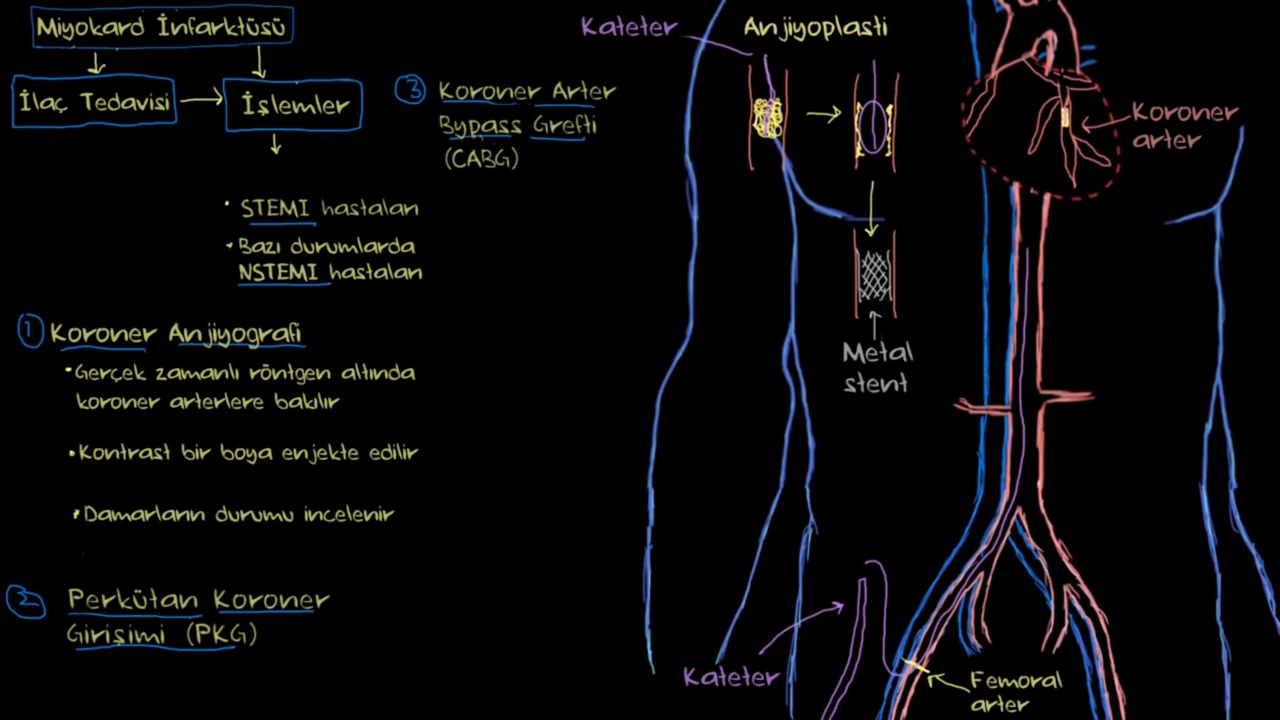 Miyokard İnfarktüsü
İlaç Tedavisi
İşlemler
• STEMI hastaları
• Bazı durumlarda
NSTEMI hastaları
1 Koroner Anjiyografi
• Gerçek zamanlı röntgen altında
koroner arterlere bakılır
• Kontrast bir boya enjekte edilir
• Damarların durumu incelenir
2 Perkütan Koroner
Girişimi (PKG)
3 Koroner Arter
Bypass Grefti
(CABG)
Kateter
Anjiyoplasti
Metal
stent
Koroner
arter
Kateter
Femoral
arter